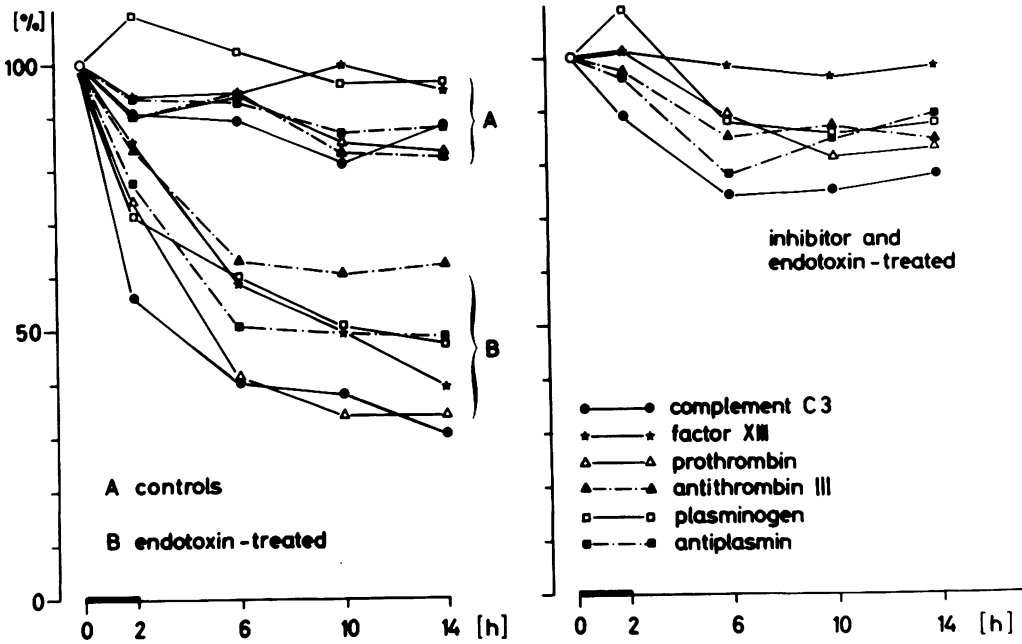 [%]
100
50
0
A
B
A controls
B endotoxin-treated
0 2 6 10 14 [h]
inhibitor and
endotoxin-treated
complement C3
factor XIII
prothrombin
antithrombin III
plasminogen
antiplasmin
0 2 6 10 14 [h]